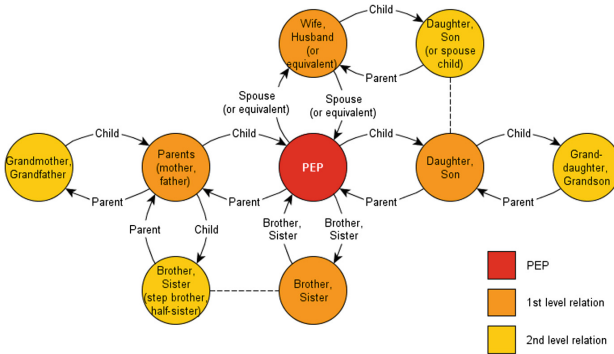 Wife,
Husband
(or
equivalent)
Child
Daughter,
Son
(or spouse
child)
Parent
Spouse
(or equivalent)
Spouse
(or equivalent)
Grandmother,
Grandfather
Child
Parent
Parents
(mother,
father)
Child
Parent
PEP
Child
Parent
Daughter,
Son
Child
Parent
Grand-
daughter,
Grandson
Parent
Child
Brother,
Sister
Brother,
Sister
Brother,
Sister
(step brother,
half-sister)
Brother,
Sister
PEP
1st level relation
2nd level relation